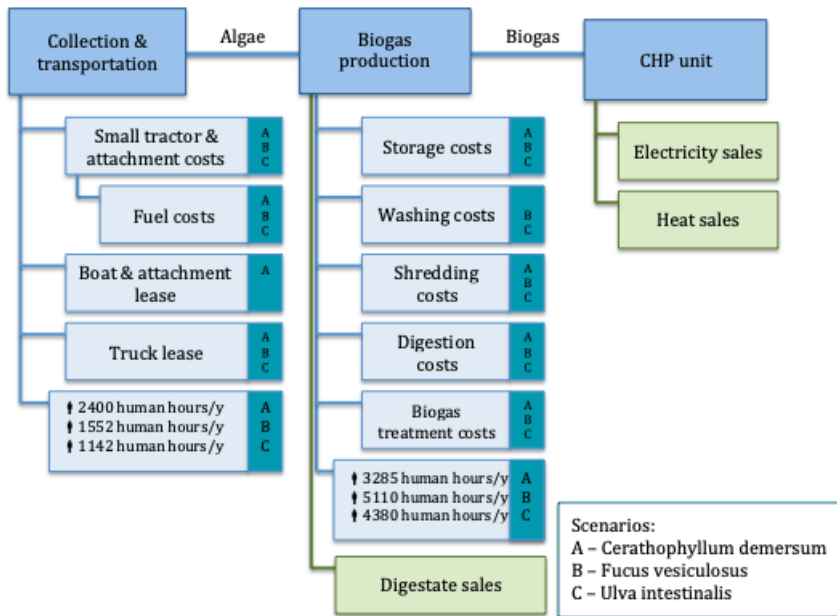 Collection &
transportation
Algae
Biogas
production
Biogas
CHP unit
Small tractor &
attachment costs
A
B
C
Fuel costs
A
B
C
Boat & attachment
lease
A
Truck lease
A
B
C
2400 human hours/y A
1552 human hours/y B
1142 human hours/y C
Storage costs
A
B
C
Washing costs
B
C
Shredding
costs
A
B
C
Digestion
costs
A
B
C
Biogas
treatment costs
A
B
C
3285 human hours/y A
5110 human hours/y B
4380 human hours/y C
Digestate sales
Electricity sales
Heat sales
Scenarios:
A – Cerathophyllum demersum
B – Fucus vesiculosus
C – Ulva intestinalis